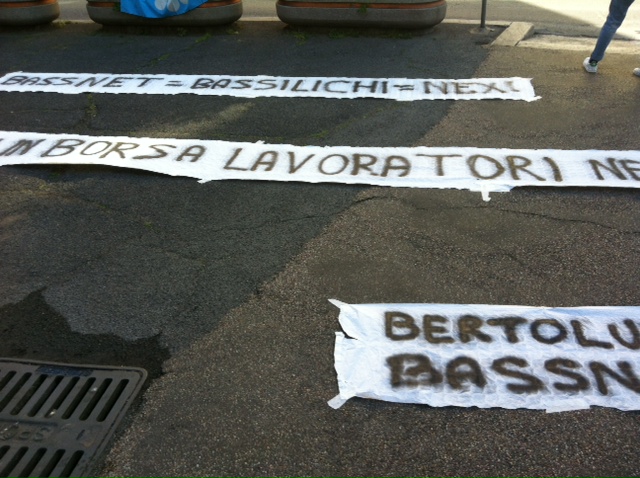 BASSNET = BASSILICHI = NEXI
IN BORSA LAVORATORI NE
BERTOLU
BASSN